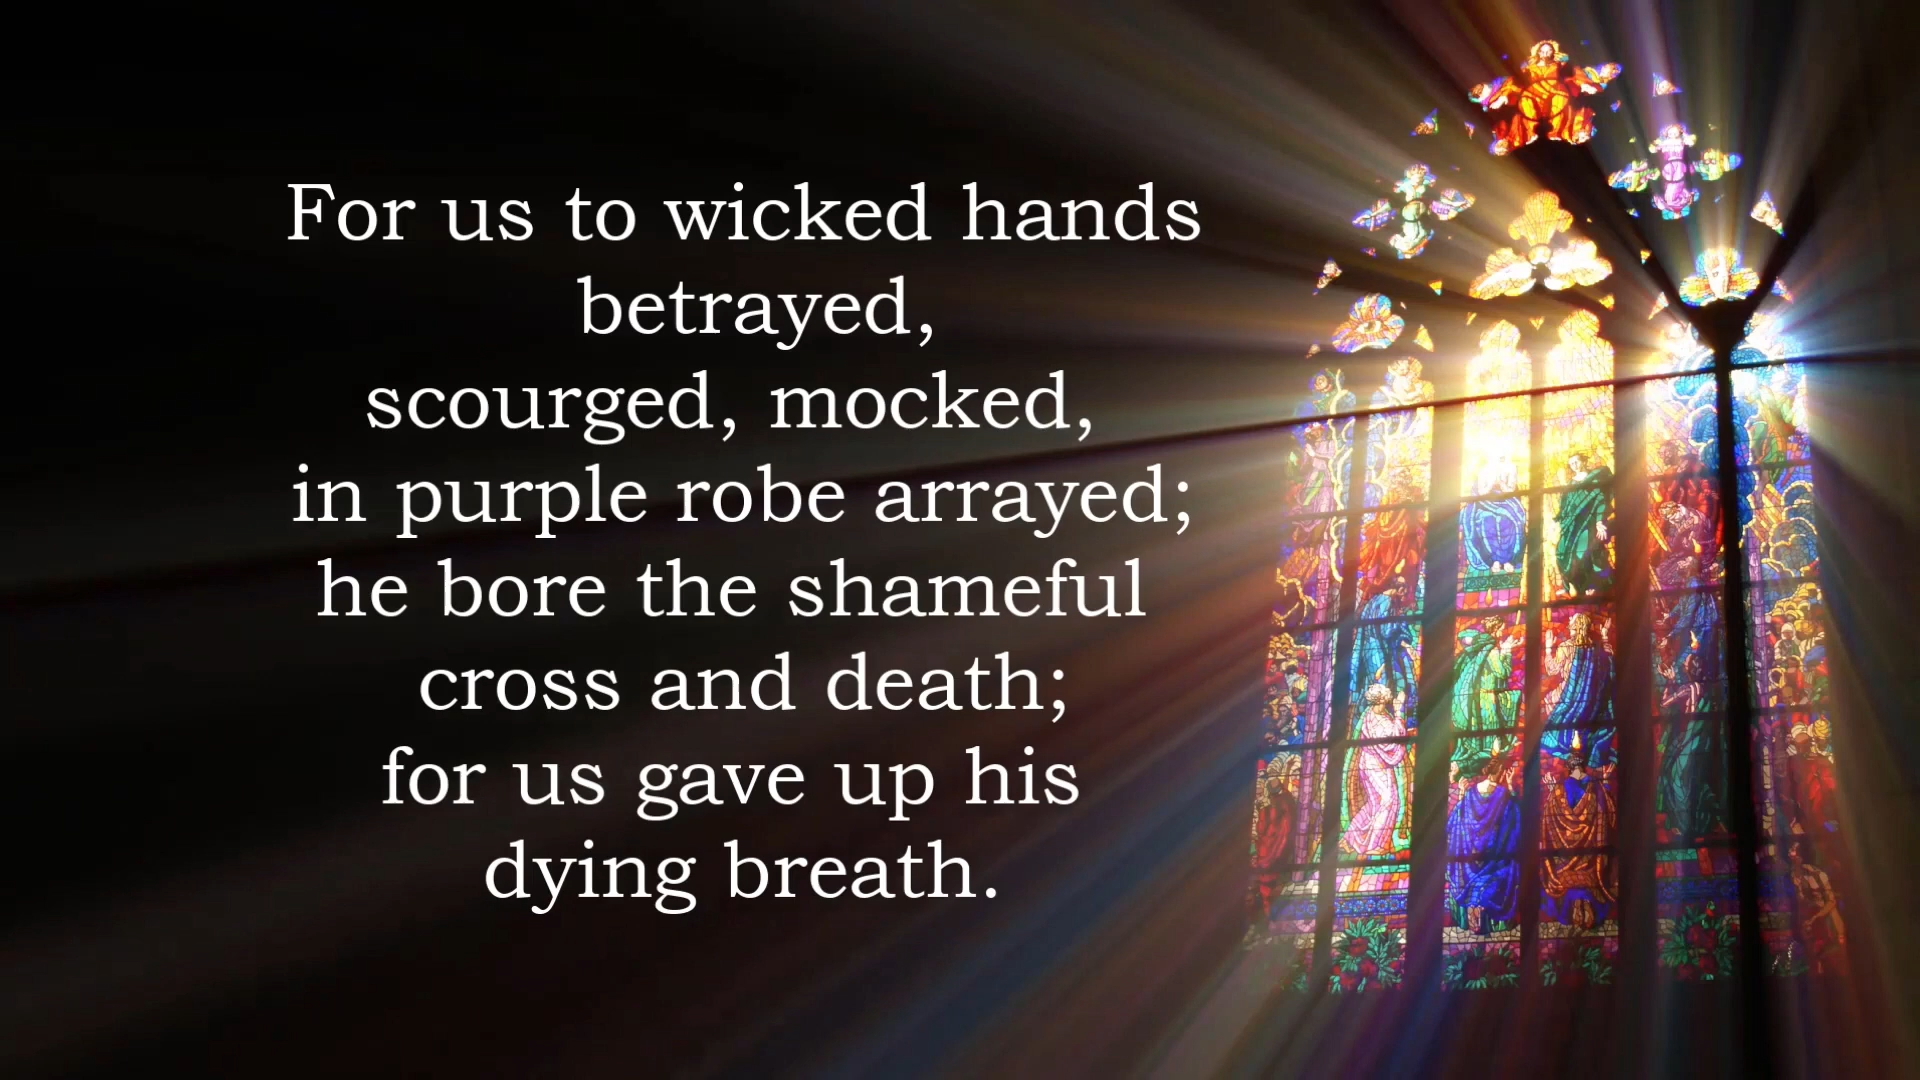 For us to wicked hands
betrayed,
scourged, mocked,
in purple robe arrayed;
he bore the shameful
cross and death;
for us gave up his
dying breath.